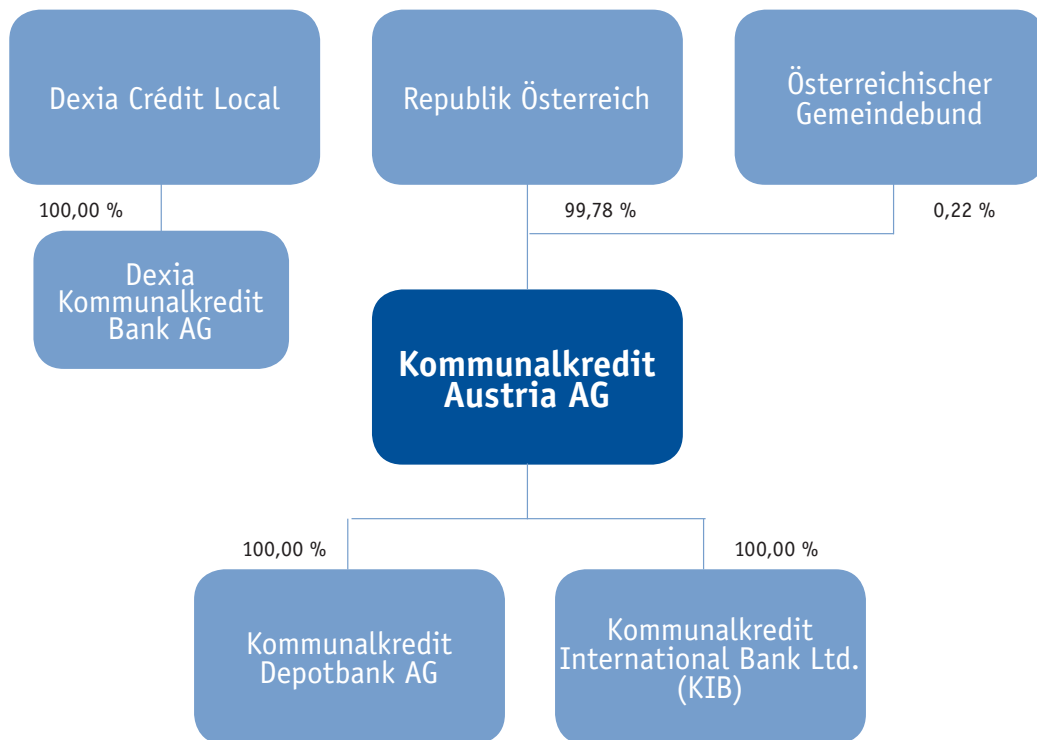 Dexia Crédit Local
Republik Österreich
Österreichischer
Gemeindebund
100,00 %
99,78 %
0,22 %
Dexia
Kommunalkredit
Bank AG
Kommunalkredit
Austria AG
100,00 %
100,00 %
Kommunalkredit
Depotbank AG
Kommunalkredit
International Bank Ltd.
(KIB)